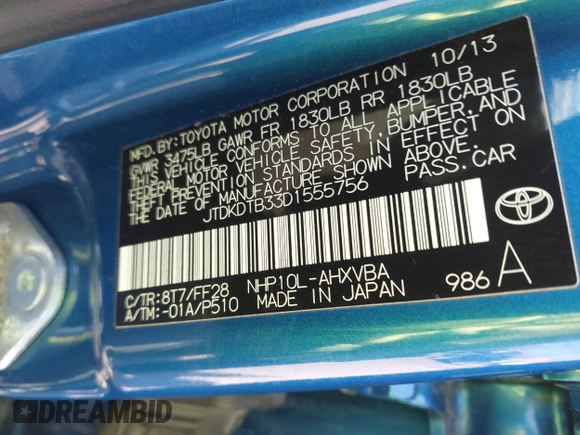 MFD.BY:TOYOTA MOTOR CORPORATION 10/13
GVWR 3475LB GAWR FR 1830LB RR 1830LB
THIS VEHICLE CONFORMS TO ALL APPLICABLE
FEDERAL MOTOR VEHICLE SAFETY,BUMPER,AND
THEFT PREVENTION STANDARDS IN EFFECT ON
THE DATE OF MANUFACTURE SHOWN ABOVE.
JTDKDTB33D1555756 PASS.CAR
C/TR:8T7/FF28 NHP10L-AHXVBA
A/TM:-01A/P510 MADE IN JAPAN 986 A
DREAMBID